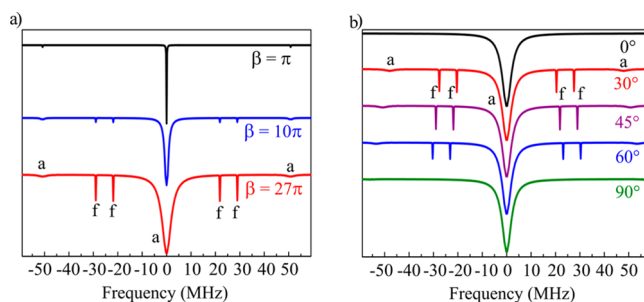 a)
β = π
a
β = 10π
a
a
β = 27π
f f
f f
a
-50 -40 -30 -20 -10 0 10 20 30 40 50
Frequency (MHz)
b)
0°
a
a
30°
f f
a
f f
45°
60°
90°
-50 -40 -30 -20 -10 0 10 20 30 40 50
Frequency (MHz)